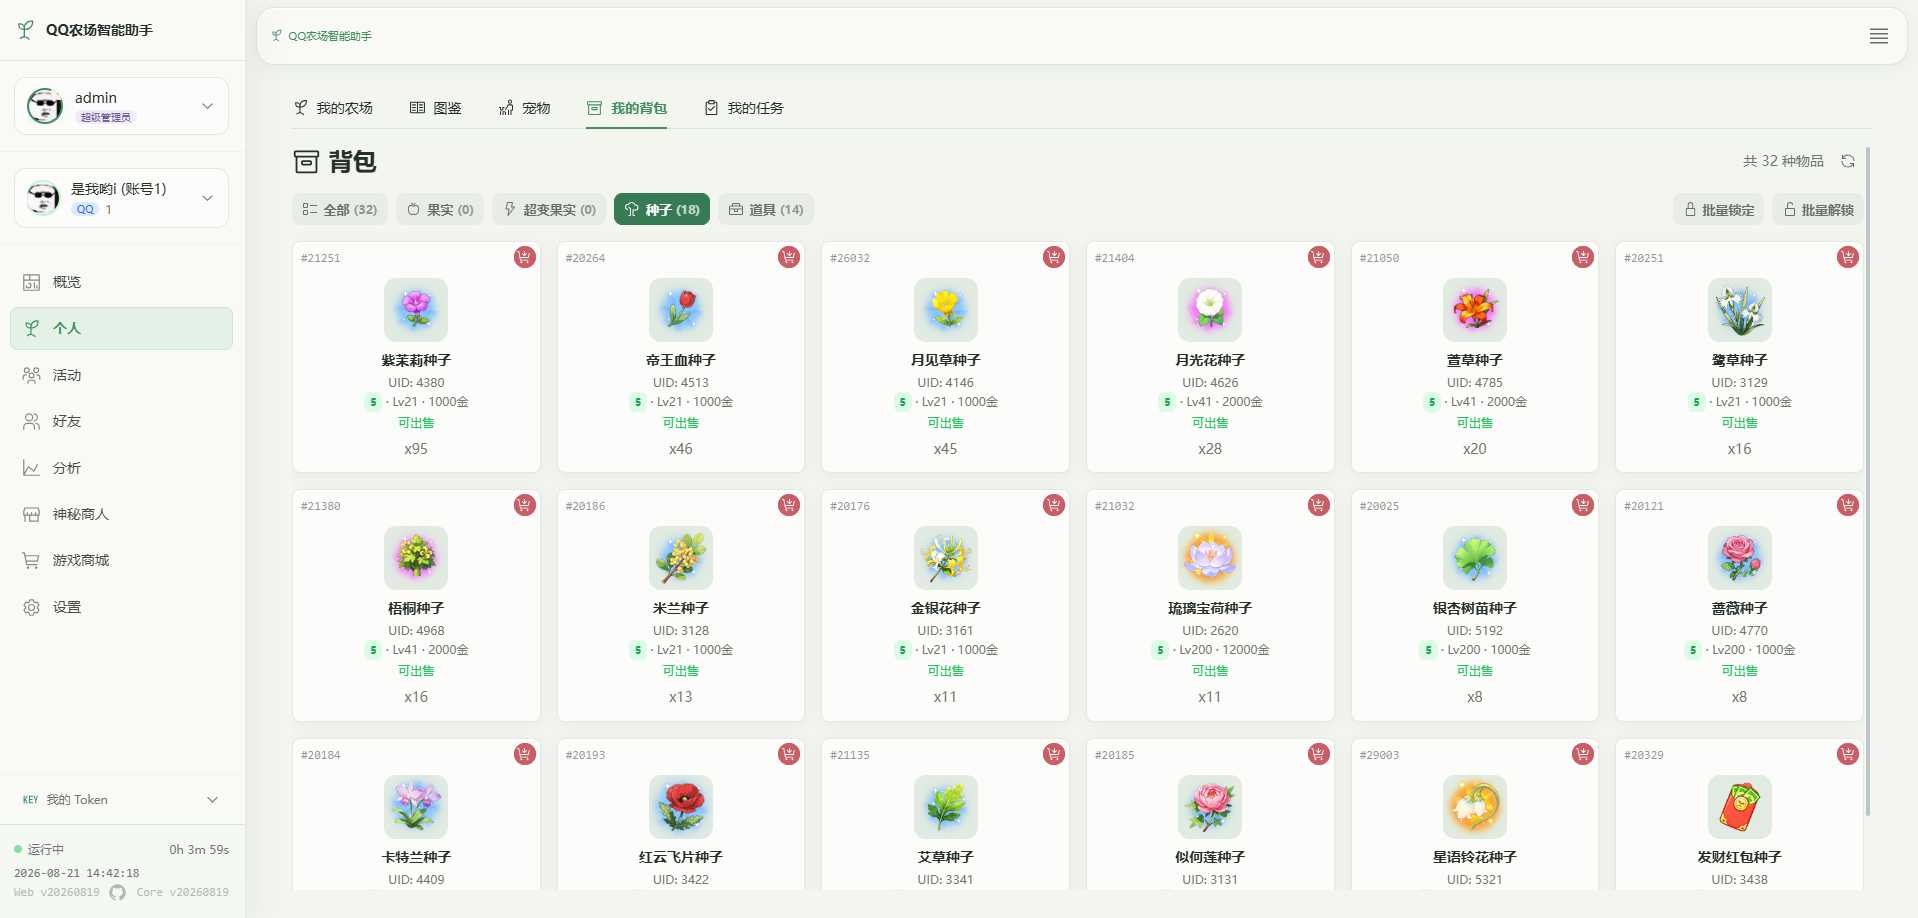 QQ农场智能助手
admin
超级管理员
是我哟i (账号1)
QQ 1
概览
个人
活动
好友
分析
神秘商人
游戏商城
设置
KEY 我的 Token
运行中 0h 3m 59s
2026-08-21 14:42:18
Web v20260819 Core v20260819
QQ农场智能助手
我的农场 图鉴 宠物 我的背包 我的任务
背包 共 32 种物品
全部 (32) 果实 (0) 超变果实 (0) 种子 (18) 道具 (14) 批量锁定 批量解锁
#21251 #20264 #26032 #21404 #21050 #20251
紫茉莉种子 帝王血种子 月见草种子 月光花种子 萱草种子 鹭草种子
UID: 4380 UID: 4513 UID: 4146 UID: 4626 UID: 4785 UID: 3129
5 · Lv21 · 1000金 5 · Lv21 · 1000金 5 · Lv21 · 1000金 5 · Lv41 · 2000金 5 · Lv41 · 2000金 5 · Lv21 · 1000金
可出售 可出售 可出售 可出售 可出售 可出售
x95 x46 x45 x28 x20 x16
#21380 #20186 #20176 #21032 #20025 #20121
梧桐种子 米兰种子 金银花种子 琉璃宝荷种子 银杏树苗种子 蔷薇种子
UID: 4968 UID: 3128 UID: 3161 UID: 2620 UID: 5192 UID: 4770
5 · Lv41 · 2000金 5 · Lv21 · 1000金 5 · Lv21 · 1000金 5 · Lv200 · 12000金 5 · Lv200 · 1000金 5 · Lv200 · 1000金
可出售 可出售 可出售 可出售 可出售 可出售
x16 x13 x11 x11 x8 x8
#20184 #20193 #21135 #20185 #29003 #20329
卡特兰种子 红云飞片种子 艾草种子 似何莲种子 星语铃花种子 发财红包种子
UID: 4409 UID: 3422 UID: 3341 UID: 3131 UID: 5321 UID: 3438